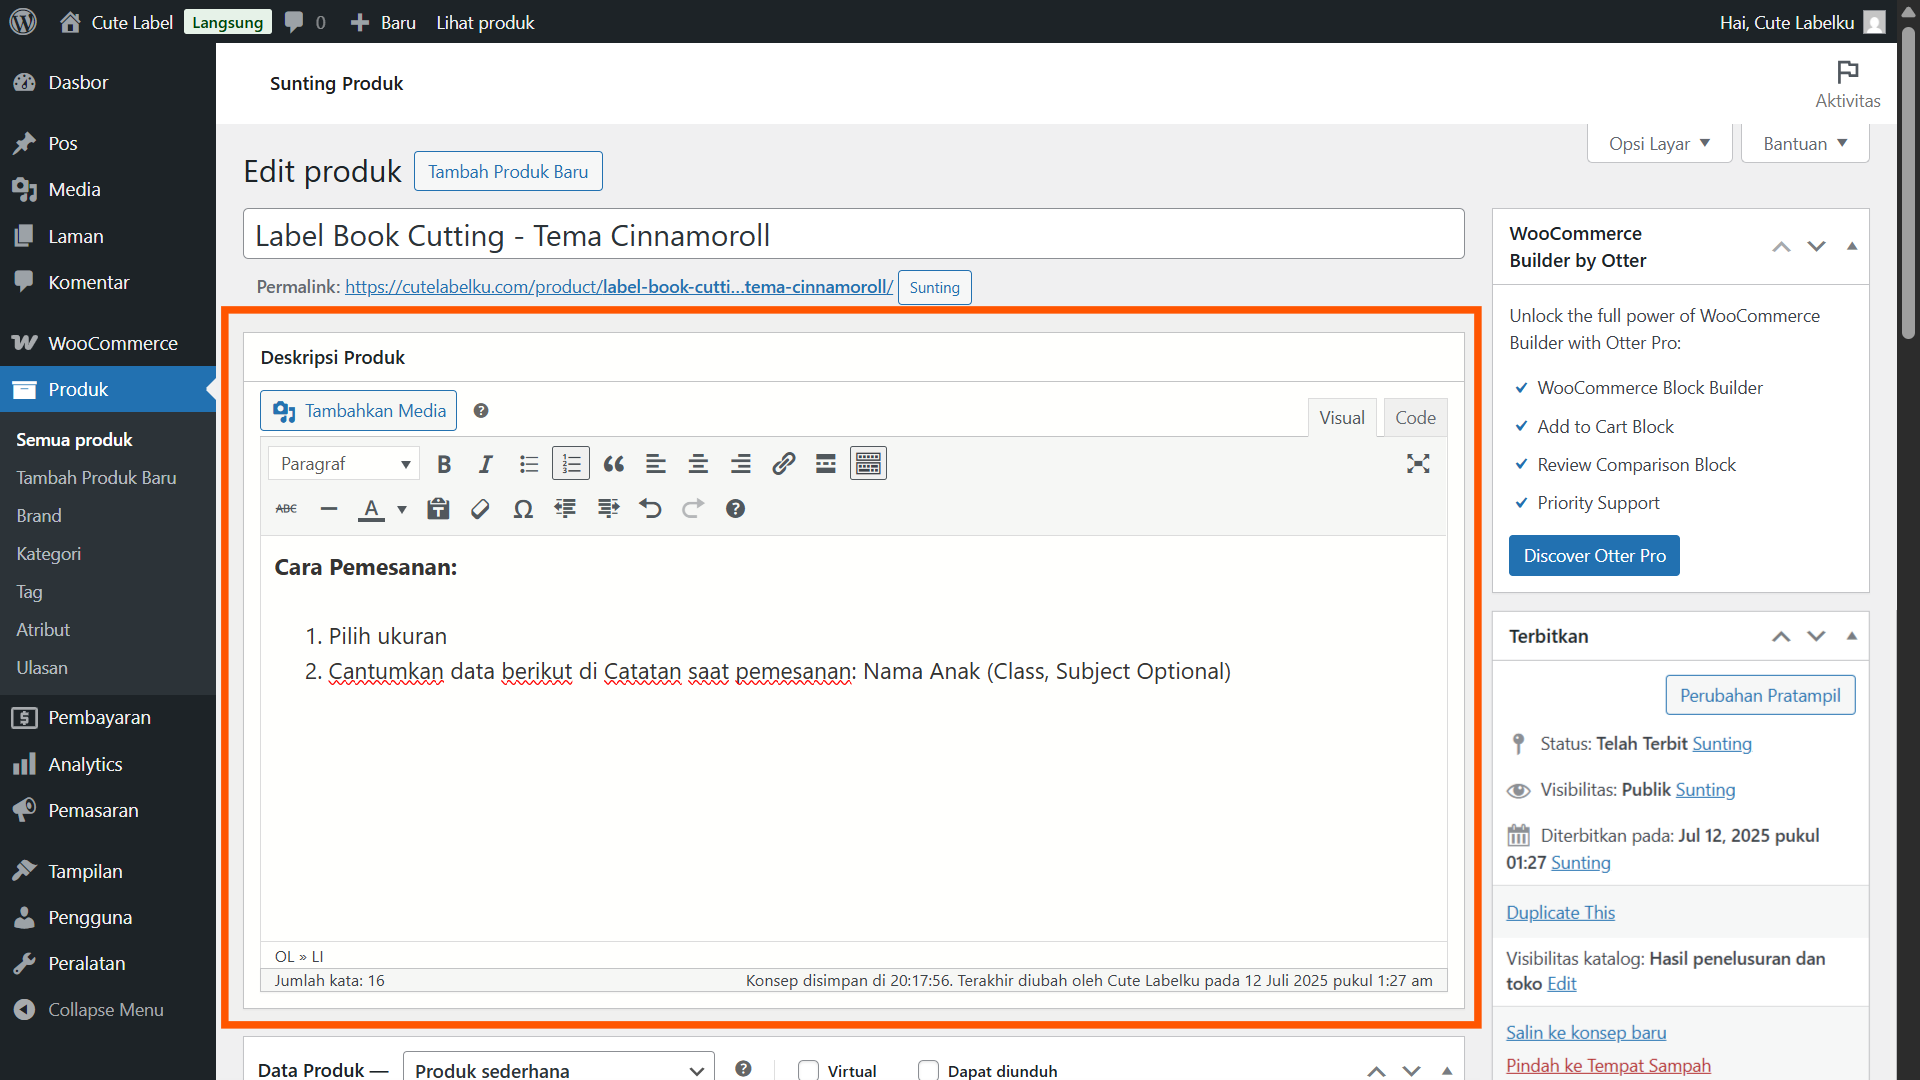 Cute Label Langsung 0 Baru Lihat produk Hai, Cute Labelku
Dasbor
Pos
Media
Laman
Komentar
WooCommerce
Produk
Semua produk
Tambah Produk Baru
Brand
Kategori
Tag
Atribut
Ulasan
Pembayaran
Analytics
Pemasaran
Tampilan
Pengguna
Peralatan
Collapse Menu
Sunting Produk
Aktivitas
Opsi Layar
Bantuan
Edit produk Tambah Produk Baru
Label Book Cutting - Tema Cinnamoroll
Permalink: https://cutelabelku.com/product/label-book-cutti...tema-cinnamoroll/ Sunting
Deskripsi Produk
Tambahkan Media
Visual Code
Paragraf
ABC
Cara Pemesanan:
1. Pilih ukuran
2. Cantumkan data berikut di Catatan saat pemesanan: Nama Anak (Class, Subject Optional)
OL » LI
Jumlah kata: 16 Konsep disimpan di 20:17:56. Terakhir diubah oleh Cute Labelku pada 12 Juli 2025 pukul 1:27 am
Data Produk — Produk sederhana Virtual Dapat diunduh
WooCommerce
Builder by Otter
Unlock the full power of WooCommerce
Builder with Otter Pro:
WooCommerce Block Builder
Add to Cart Block
Review Comparison Block
Priority Support
Discover Otter Pro
Terbitkan
Perubahan Pratampil
Status: Telah Terbit Sunting
Visibilitas: Publik Sunting
Diterbitkan pada: Jul 12, 2025 pukul
01:27 Sunting
Duplicate This
Visibilitas katalog: Hasil penelusuran dan
toko Edit
Salin ke konsep baru
Pindah ke Tempat Sampah